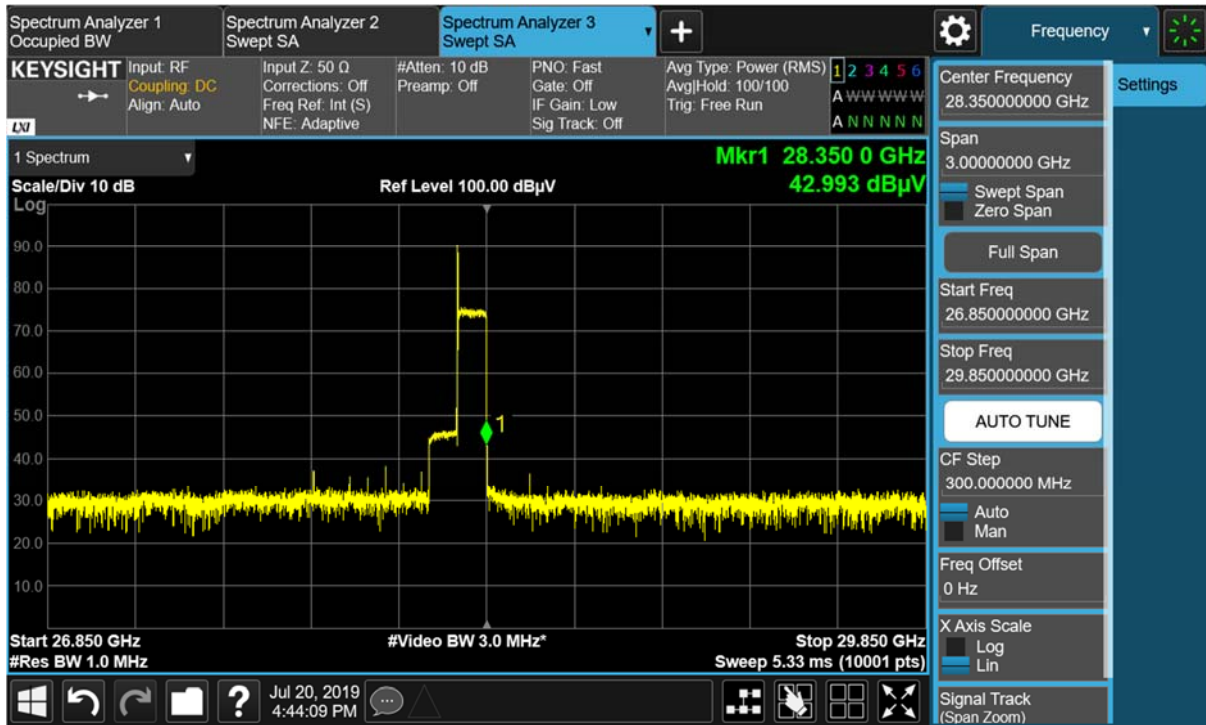 Spectrum Analyzer 1
Occupied BW
Spectrum Analyzer 2
Swept SA
Spectrum Analyzer 3
Swept SA
Frequency
KEYSIGHT
Input: RF
Coupling: DC
Align: Auto
LXI
Input Z: 50 Ω
Corrections: Off
Freq Ref: Int (S)
NFE: Adaptive
#Atten: 10 dB
Preamp: Off
PNO: Fast
Gate: Off
IF Gain: Low
Sig Track: Off
Avg Type: Power (RMS)
Avg|Hold: 100/100
Trig: Free Run
1 2 3 4 5 6
A W W W W W
A N N N N N
1 Spectrum
Scale/Div 10 dB
Ref Level 100.00 dBµV
Mkr1 28.350 0 GHz
42.993 dBµV
Log
90.0
80.0
70.0
60.0
50.0
40.0
30.0
20.0
10.0
1
Start 26.850 GHz
#Res BW 1.0 MHz
#Video BW 3.0 MHz*
Stop 29.850 GHz
Sweep 5.33 ms (10001 pts)
Center Frequency
28.350000000 GHz
Settings
Span
3.00000000 GHz
Swept Span
Zero Span
Full Span
Start Freq
26.850000000 GHz
Stop Freq
29.850000000 GHz
AUTO TUNE
CF Step
300.000000 MHz
Auto
Man
Freq Offset
0 Hz
X Axis Scale
Log
Lin
Signal Track
(Span Zoom)
?
Jul 20, 2019
4:44:09 PM